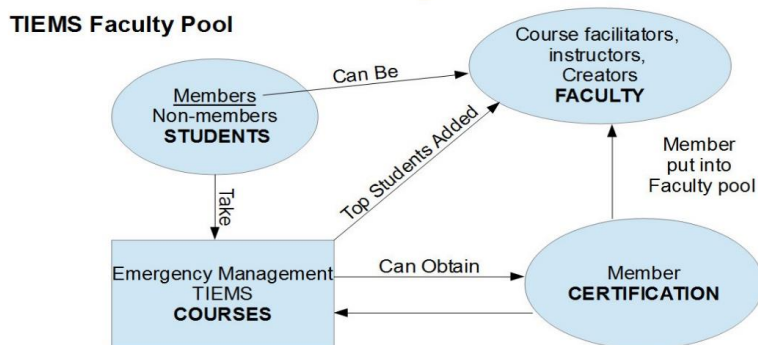 TIEMS Faculty Pool
Course facilitators,
instructors,
Creators
FACULTY
Can Be
Members
Non-members
STUDENTS
Top Students Added
Member
put into
Faculty pool
Take
Emergency Management
TIEMS
COURSES
Can Obtain
Member
CERTIFICATION